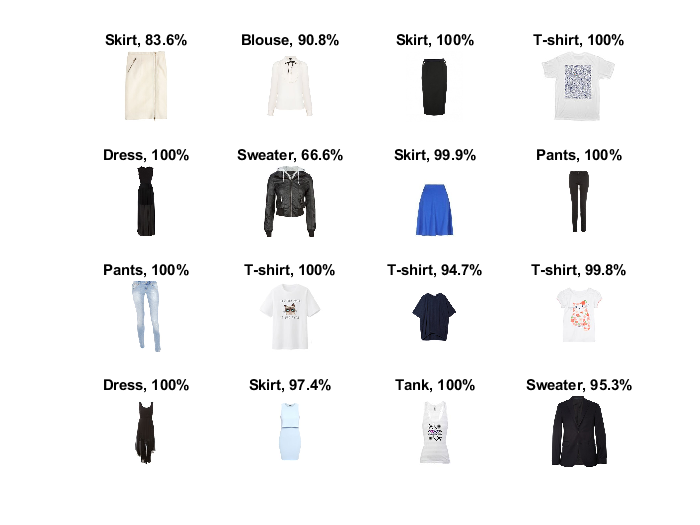 Skirt, 83.6%
Blouse, 90.8%
Skirt, 100%
T-shirt, 100%
Dress, 100%
Sweater, 66.6%
Skirt, 99.9%
Pants, 100%
Pants, 100%
T-shirt, 100%
T-shirt, 94.7%
T-shirt, 99.8%
Dress, 100%
Skirt, 97.4%
Tank, 100%
Sweater, 95.3%